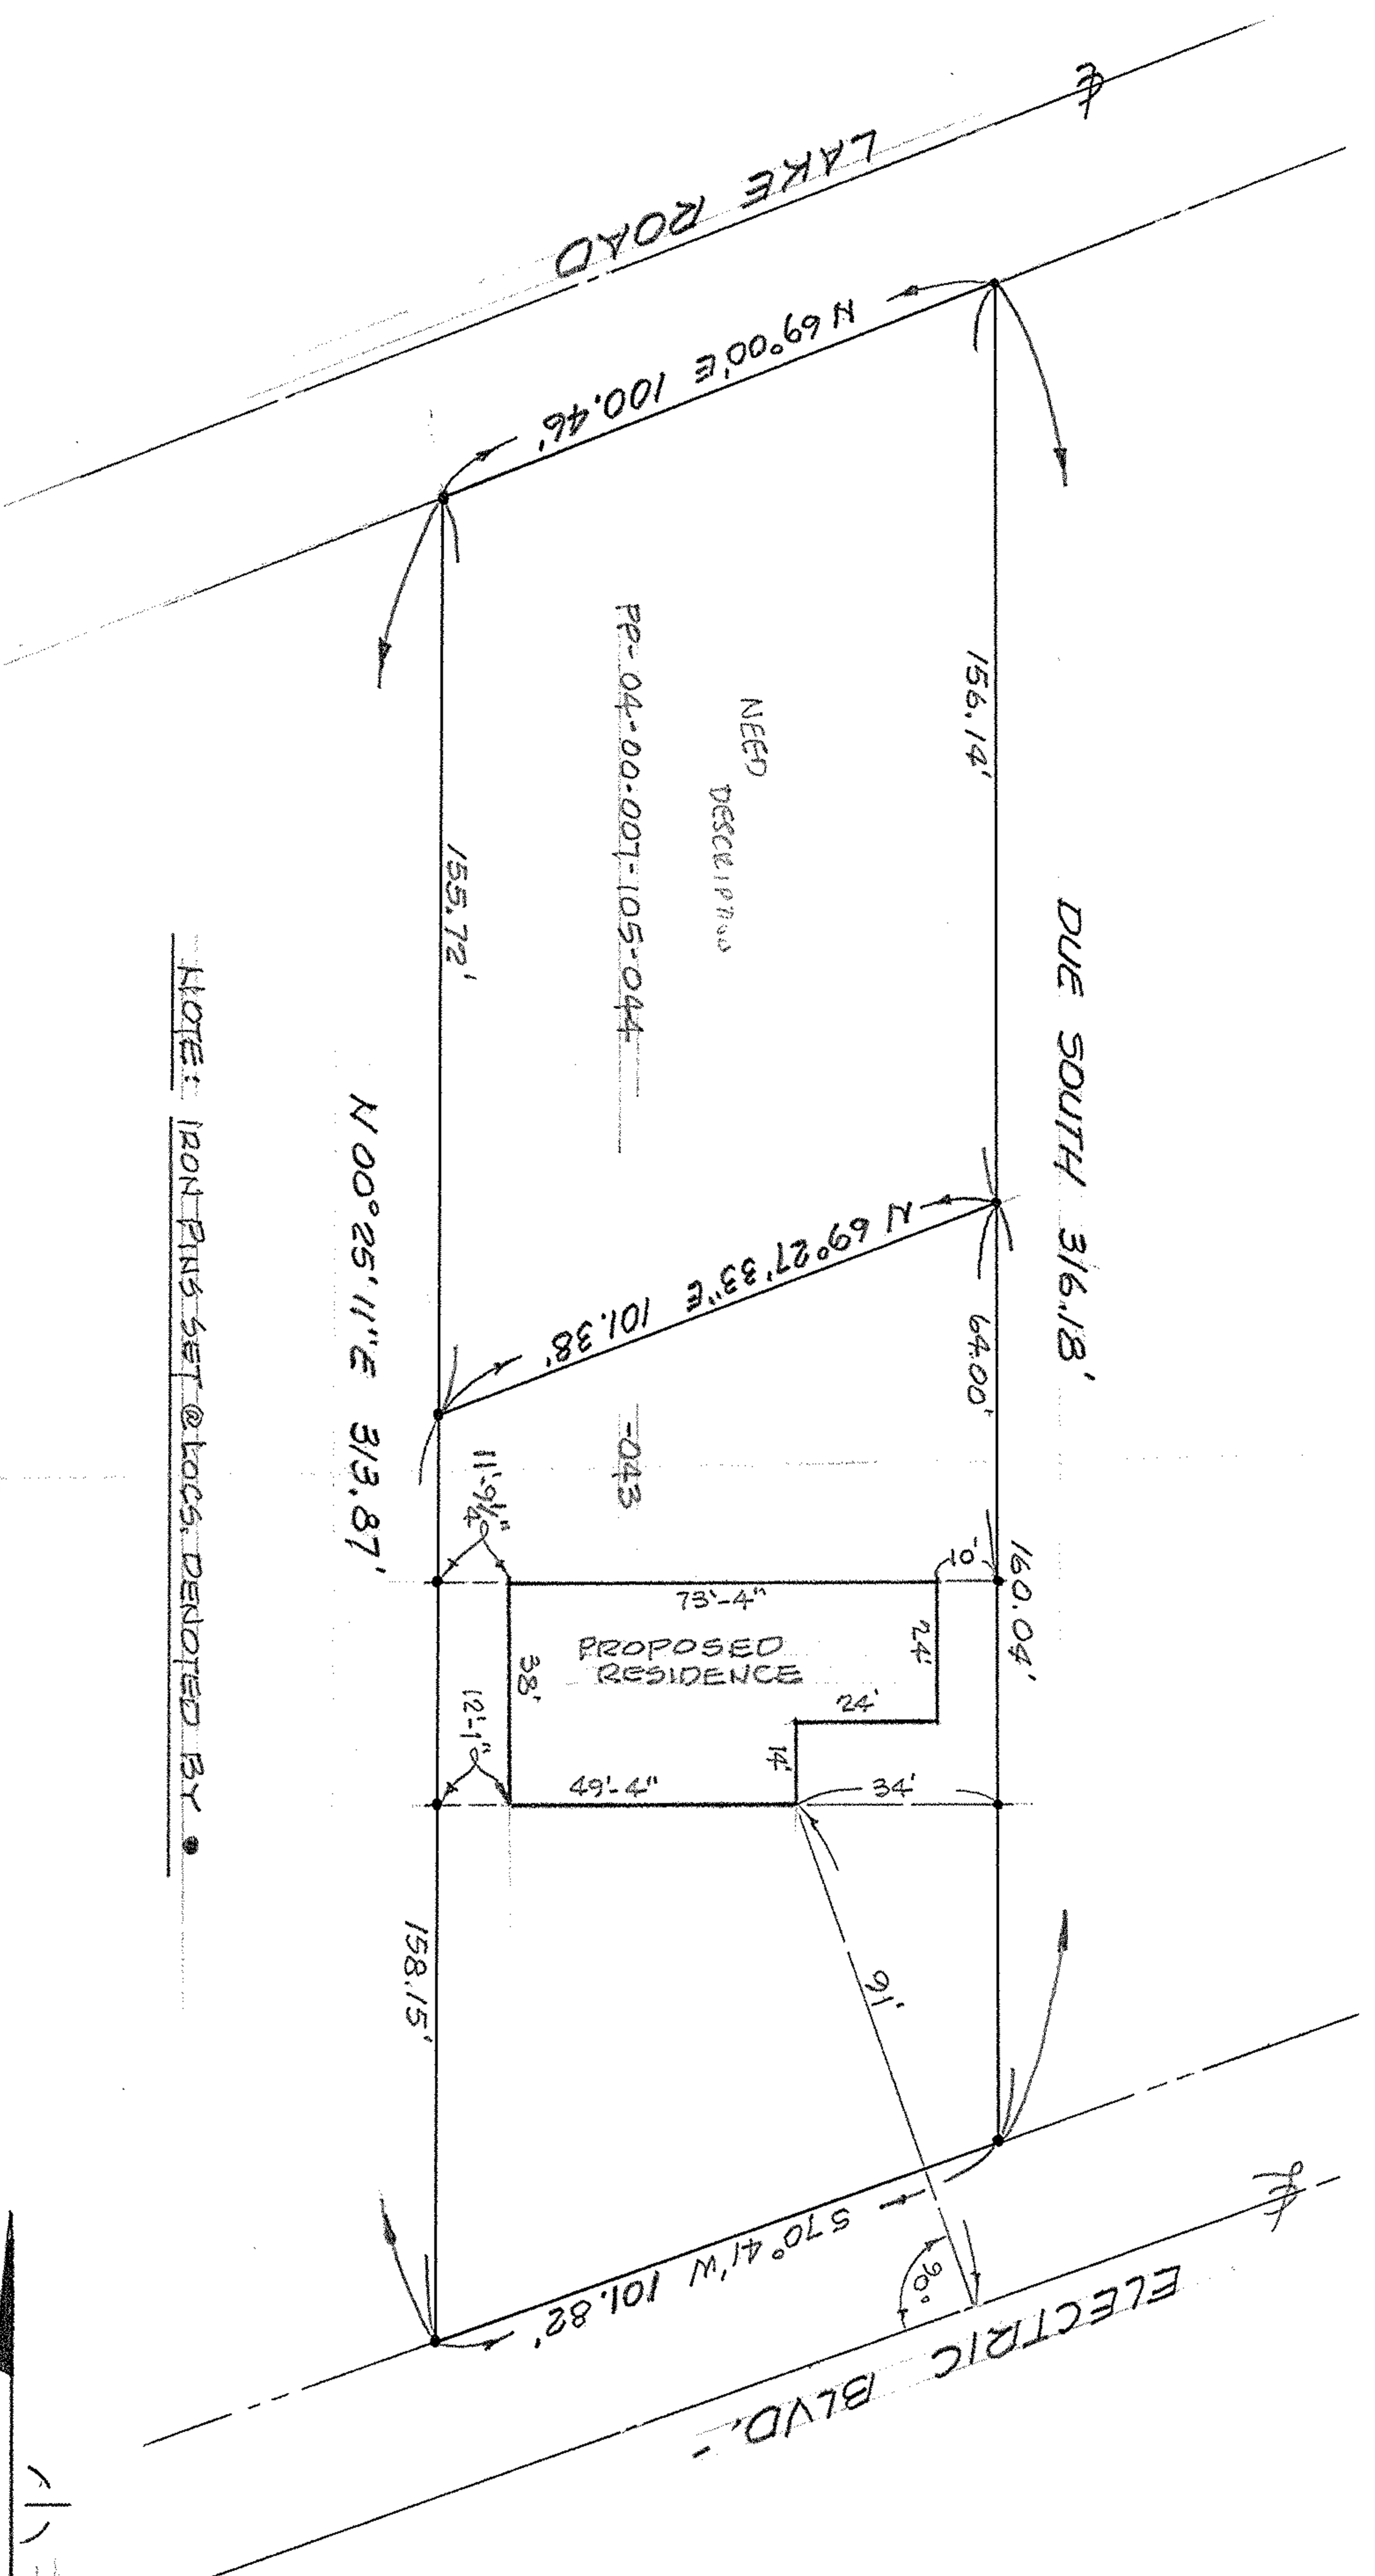 LAKE ROAD
N 69°00'E 100.46'
156.14'
DUE SOUTH 316.18'
NEED
DESCRIPTION
PP-04-00-007-105-044
155.72'
N 69°27'33"E 101.38'
64.00'
-043
N 00°25'11"E 313.87'
NOTE: IRON PINS SET @ LOCS. DENOTED BY •
11'-9¼"
10'
160.04'
73'-4"
PROPOSED
RESIDENCE
24'
38'
24'
14'
12'-1"
49'-4"
34'
158.15'
91'
90°
S 70°41'W 101.82'
ELECTRIC BLVD.